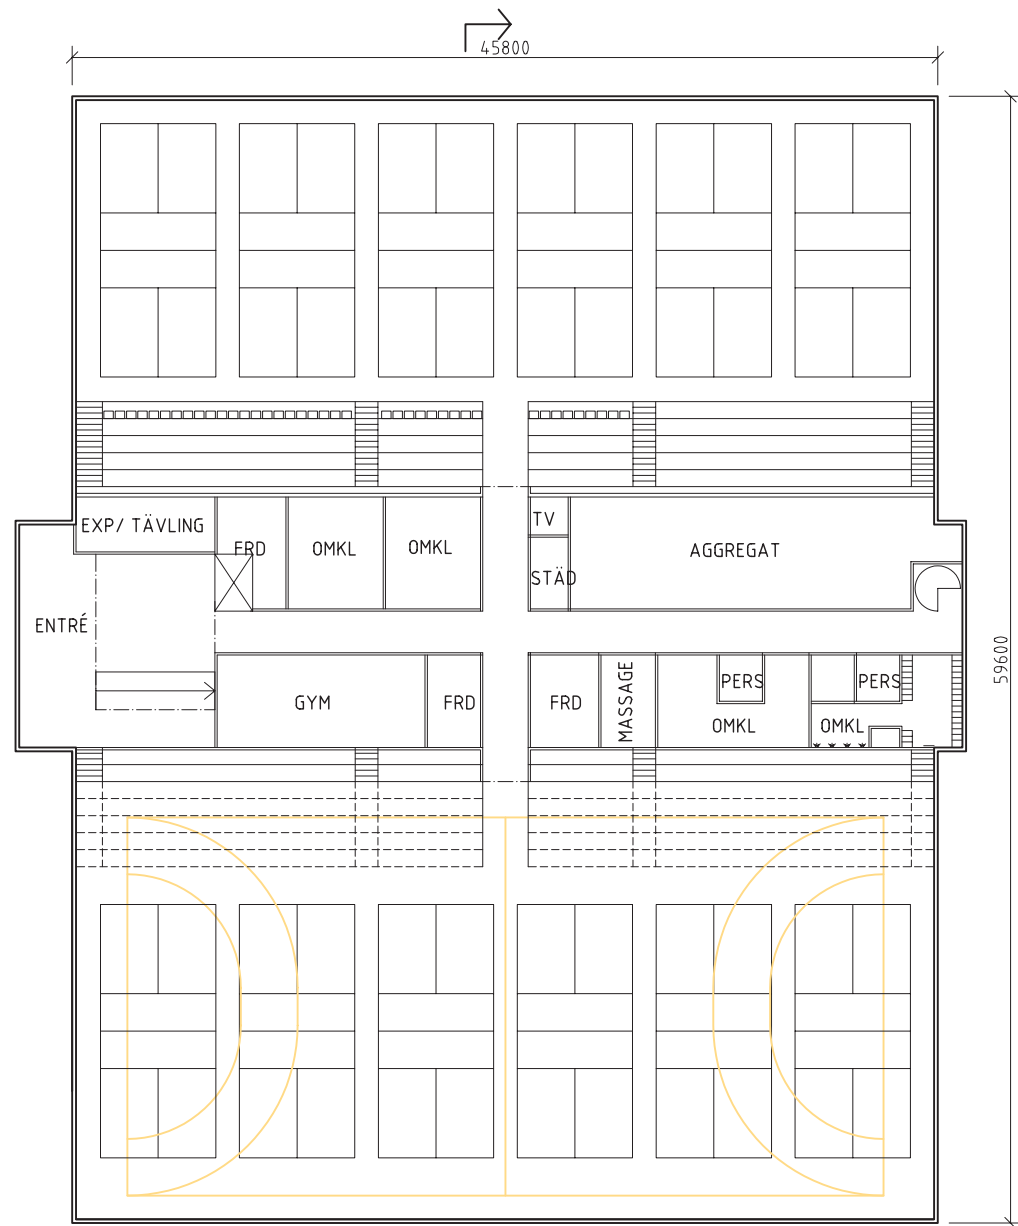 45800
EXP/ TÄVLING
FRD
OMKL
OMKL
TV
STÄD
AGGREGAT
ENTRÉ
59600
GYM
FRD
FRD
MASSAGE
PERS
OMKL
PERS
OMKL